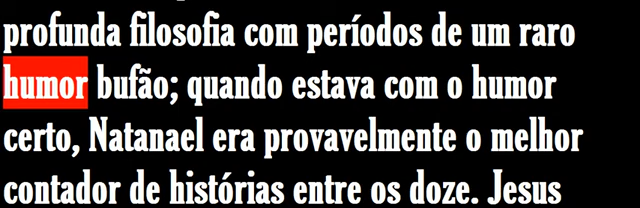 profunda filosofia com períodos de um raro
humor bufão; quando estava com o humor
certo, Natanael era provavelmente o melhor
contador de histórias entre os doze. Jesus